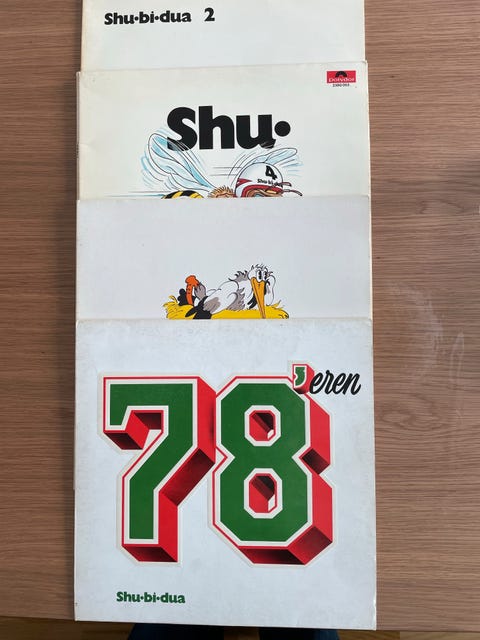 Shu•bi•dua 2
Polydor
Shu•
4
78'eren
Shu•bi•dua